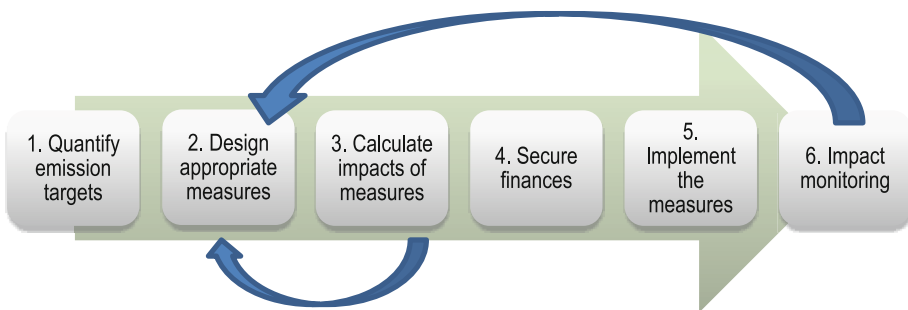 1. Quantify
emission
targets
2. Design
appropriate
measures
3. Calculate
impacts of
measures
4. Secure
finances
5.
Implement
the
measures
6. Impact
monitoring